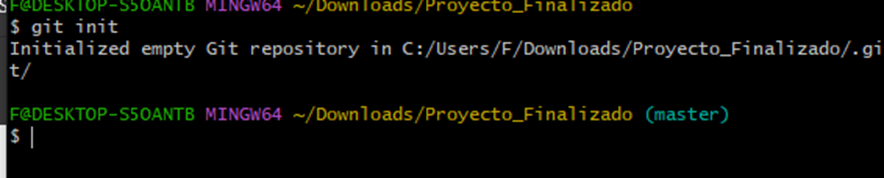 F@DESKTOP-S5OANTB MINGW64 ~/Downloads/Proyecto_Finalizado
$ git init
Initialized empty Git repository in C:/Users/F/Downloads/Proyecto_Finalizado/.gi
t/
F@DESKTOP-S5OANTB MINGW64 ~/Downloads/Proyecto_Finalizado (master)
$